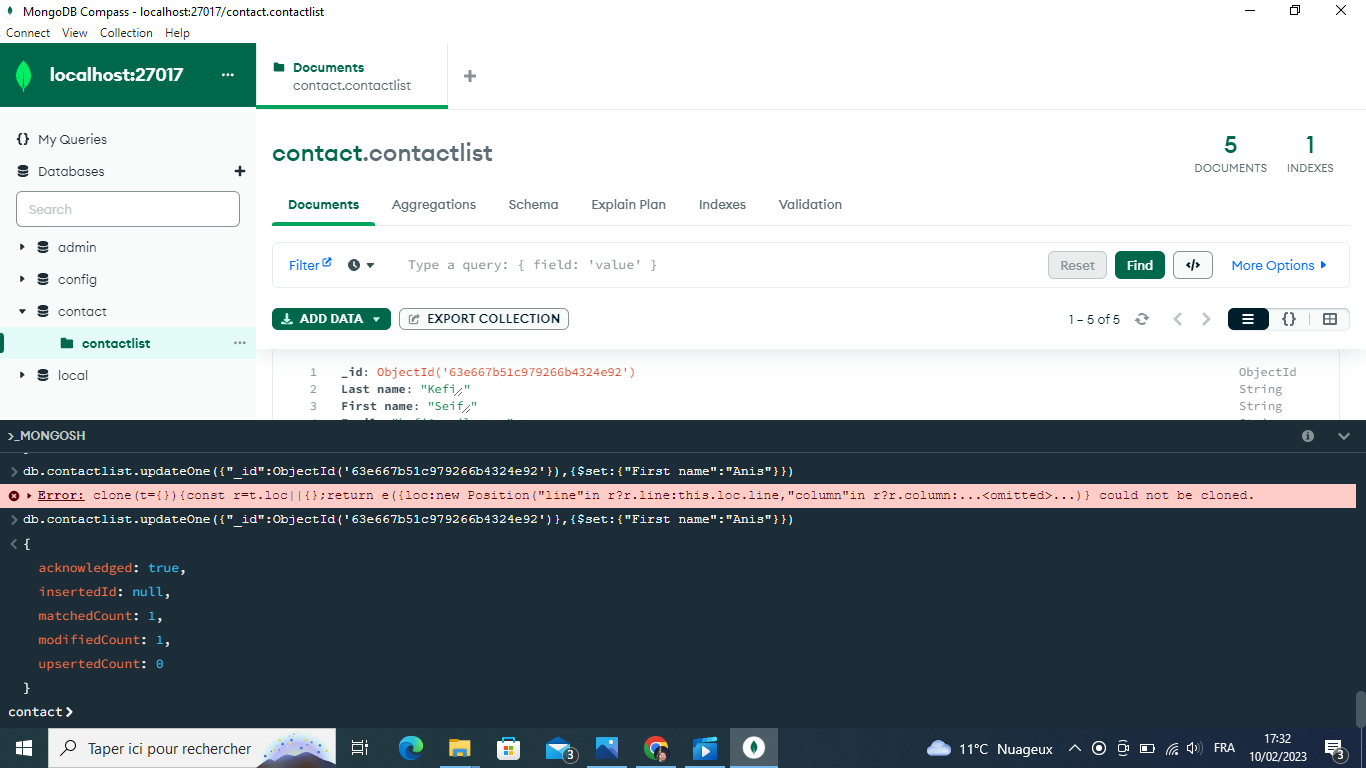 MongoDB Compass - localhost:27017/contact.contactlist
Connect View Collection Help
localhost:27017 ...
Documents
contact.contactlist
{} My Queries
Databases
Search
admin
config
contact
contactlist ...
local
contact.contactlist
5
DOCUMENTS
1
INDEXES
Documents Aggregations Schema Explain Plan Indexes Validation
Filter Type a query: { field: 'value' } Reset Find </> More Options
ADD DATA EXPORT COLLECTION 1 – 5 of 5 {}
1 _id: ObjectId('63e667b51c979266b4324e92') ObjectId
2 Last name: "Kefi" String
3 First name: "Seif" String
>_MONGOSH
> db.contactlist.updateOne({"_id":ObjectId('63e667b51c979266b4324e92'}),{$set:{"First name":"Anis"}})
Error: clone(t={}){const r=t.loc||{};return e({loc:new Position("line"in r?r.line:this.loc.line,"column"in r?r.column:...<omitted>...)} could not be cloned.
> db.contactlist.updateOne({"_id":ObjectId('63e667b51c979266b4324e92')},{$set:{"First name":"Anis"}})
< {
acknowledged: true,
insertedId: null,
matchedCount: 1,
modifiedCount: 1,
upsertedCount: 0
}
contact>
Taper ici pour rechercher 3 11°C Nuageux FRA 17:32
10/02/2023 3